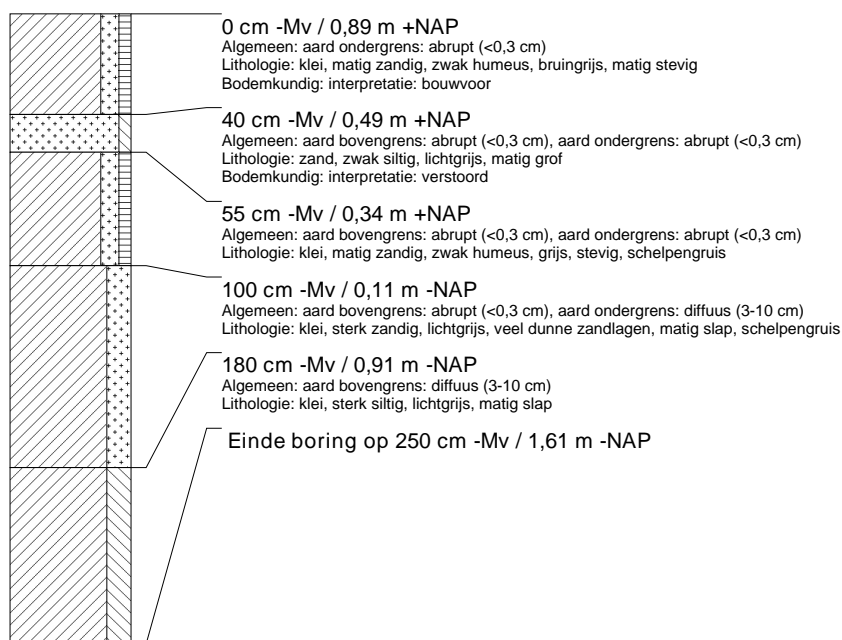 0 cm -Mv / 0,89 m +NAP
Algemeen: aard ondergrens: abrupt (<0,3 cm)
Lithologie: klei, matig zandig, zwak humeus, bruingrijs, matig stevig
Bodemkundig: interpretatie: bouwvoor
40 cm -Mv / 0,49 m +NAP
Algemeen: aard bovengrens: abrupt (<0,3 cm), aard ondergrens: abrupt (<0,3 cm)
Lithologie: zand, zwak siltig, lichtgrijs, matig grof
Bodemkundig: interpretatie: verstoord
55 cm -Mv / 0,34 m +NAP
Algemeen: aard bovengrens: abrupt (<0,3 cm), aard ondergrens: abrupt (<0,3 cm)
Lithologie: klei, matig zandig, zwak humeus, grijs, stevig, schelpengruis
100 cm -Mv / 0,11 m -NAP
Algemeen: aard bovengrens: abrupt (<0,3 cm), aard ondergrens: diffuus (3-10 cm)
Lithologie: klei, sterk zandig, lichtgrijs, veel dunne zandlagen, matig slap, schelpengruis
180 cm -Mv / 0,91 m -NAP
Algemeen: aard bovengrens: diffuus (3-10 cm)
Lithologie: klei, sterk siltig, lichtgrijs, matig slap
Einde boring op 250 cm -Mv / 1,61 m -NAP